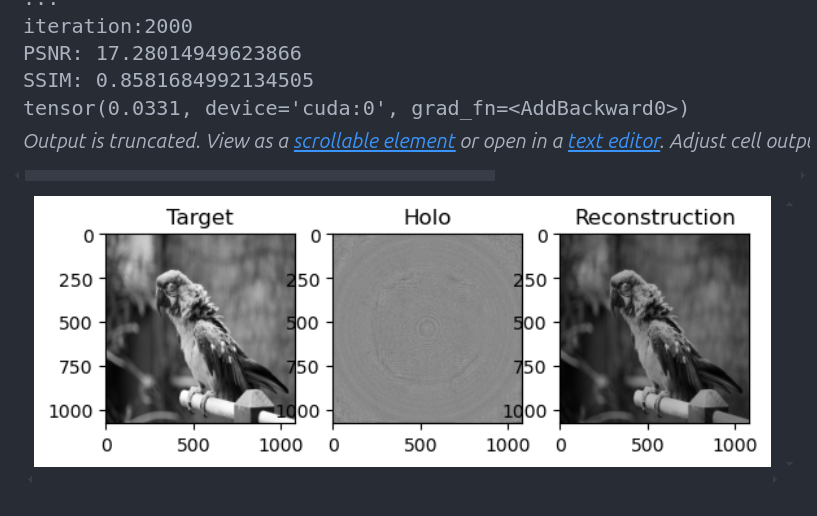 ...
iteration:2000
PSNR: 17.28014949623866
SSIM: 0.8581684992134505
tensor(0.0331, device='cuda:0', grad_fn=<AddBackward0>)
Output is truncated. View as a scrollable element or open in a text editor. Adjust cell outpu
Target Holo Reconstruction
0 0 0
250 250 250
500 500 500
750 750 750
1000 1000 1000
0 500 1000 0 500 1000 0 500 1000